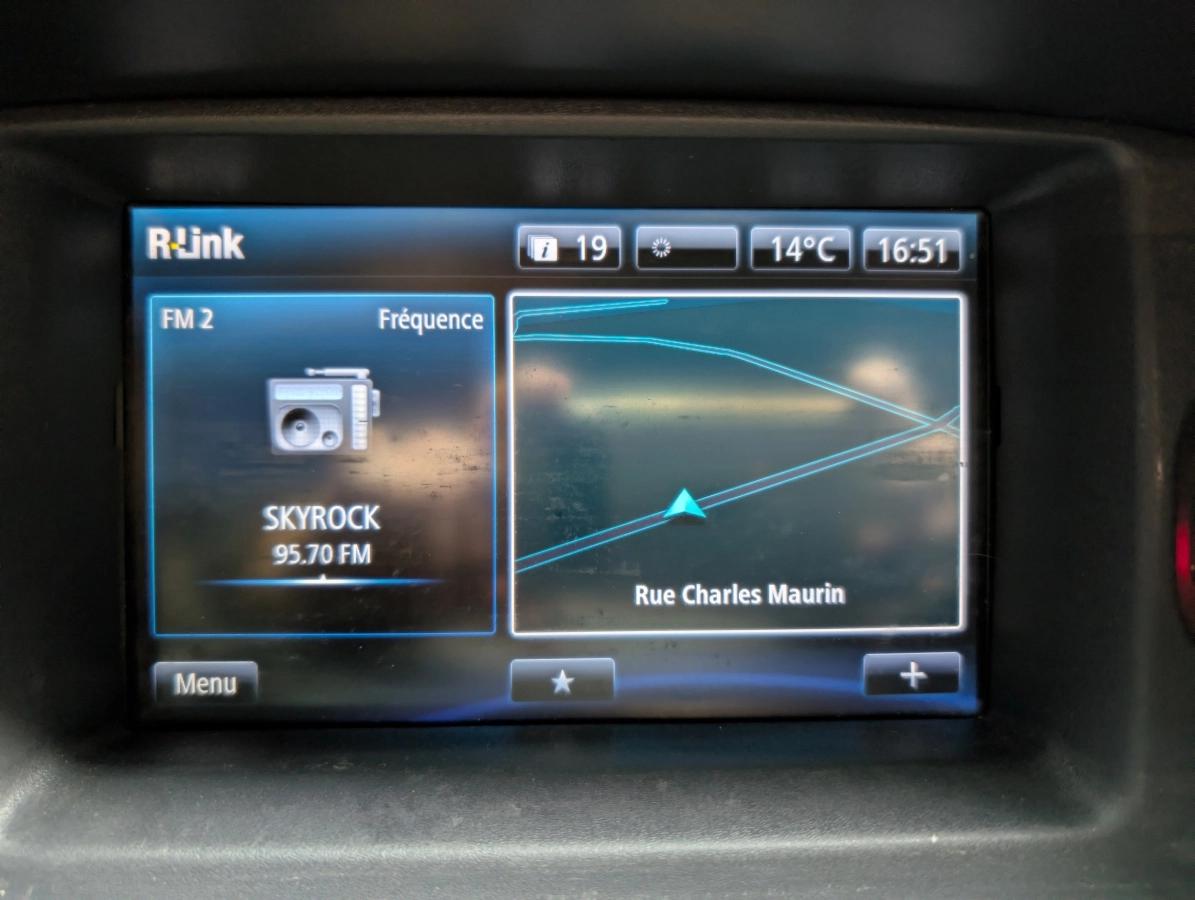 R-Link
i 19
14°C
16:51
FM 2
Fréquence
SKYROCK
95.70 FM
Rue Charles Maurin
Menu